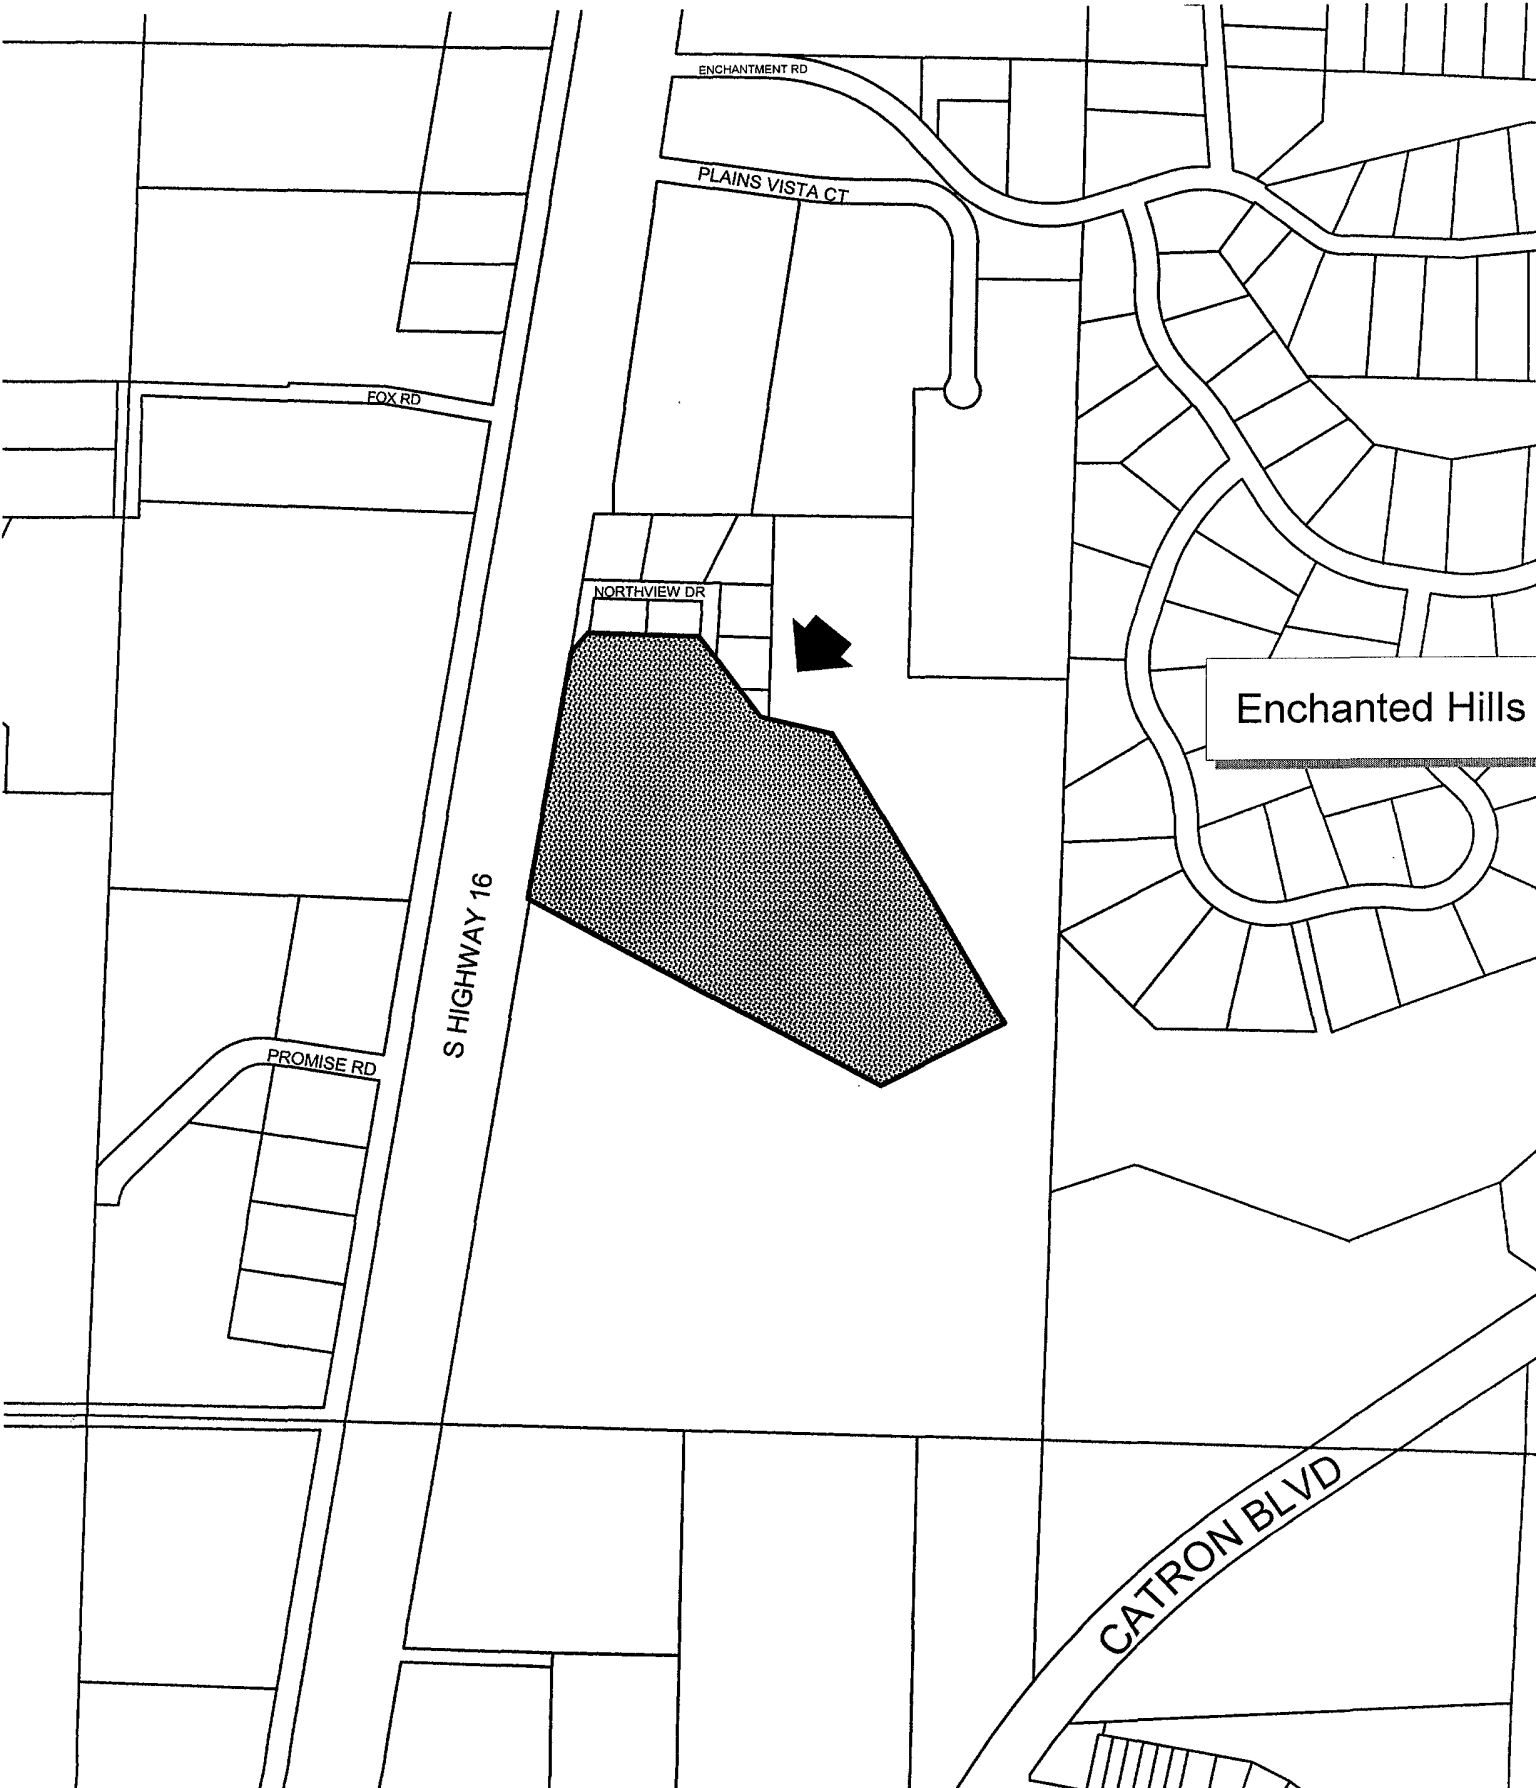 ENCHANTMENT RD
PLAINS VISTA CT
FOX RD
NORTHVIEW DR
Enchanted Hills
S HIGHWAY 16
PROMISE RD
CATRON BLVD